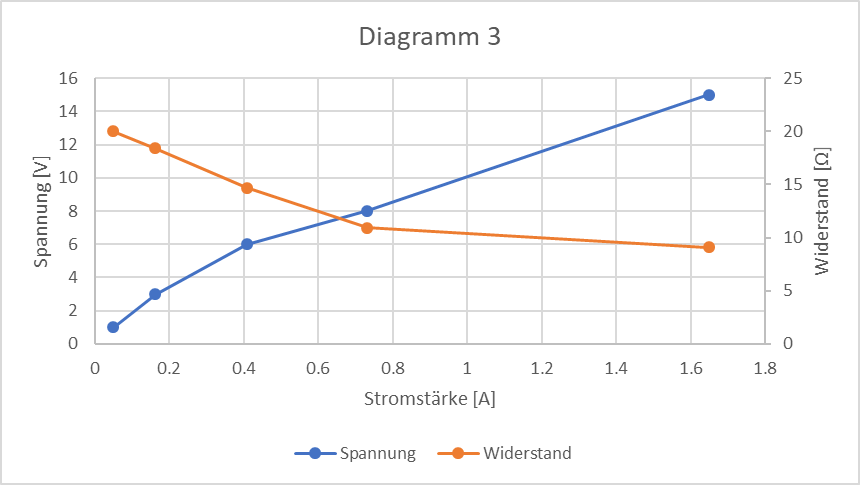 Diagramm 3
16
14
12
10
8
6
4
2
0
Spannung [V]
25
20
15
10
5
0
Widerstand [Ω]
0 0.2 0.4 0.6 0.8 1 1.2 1.4 1.6 1.8
Stromstärke [A]
Spannung Widerstand